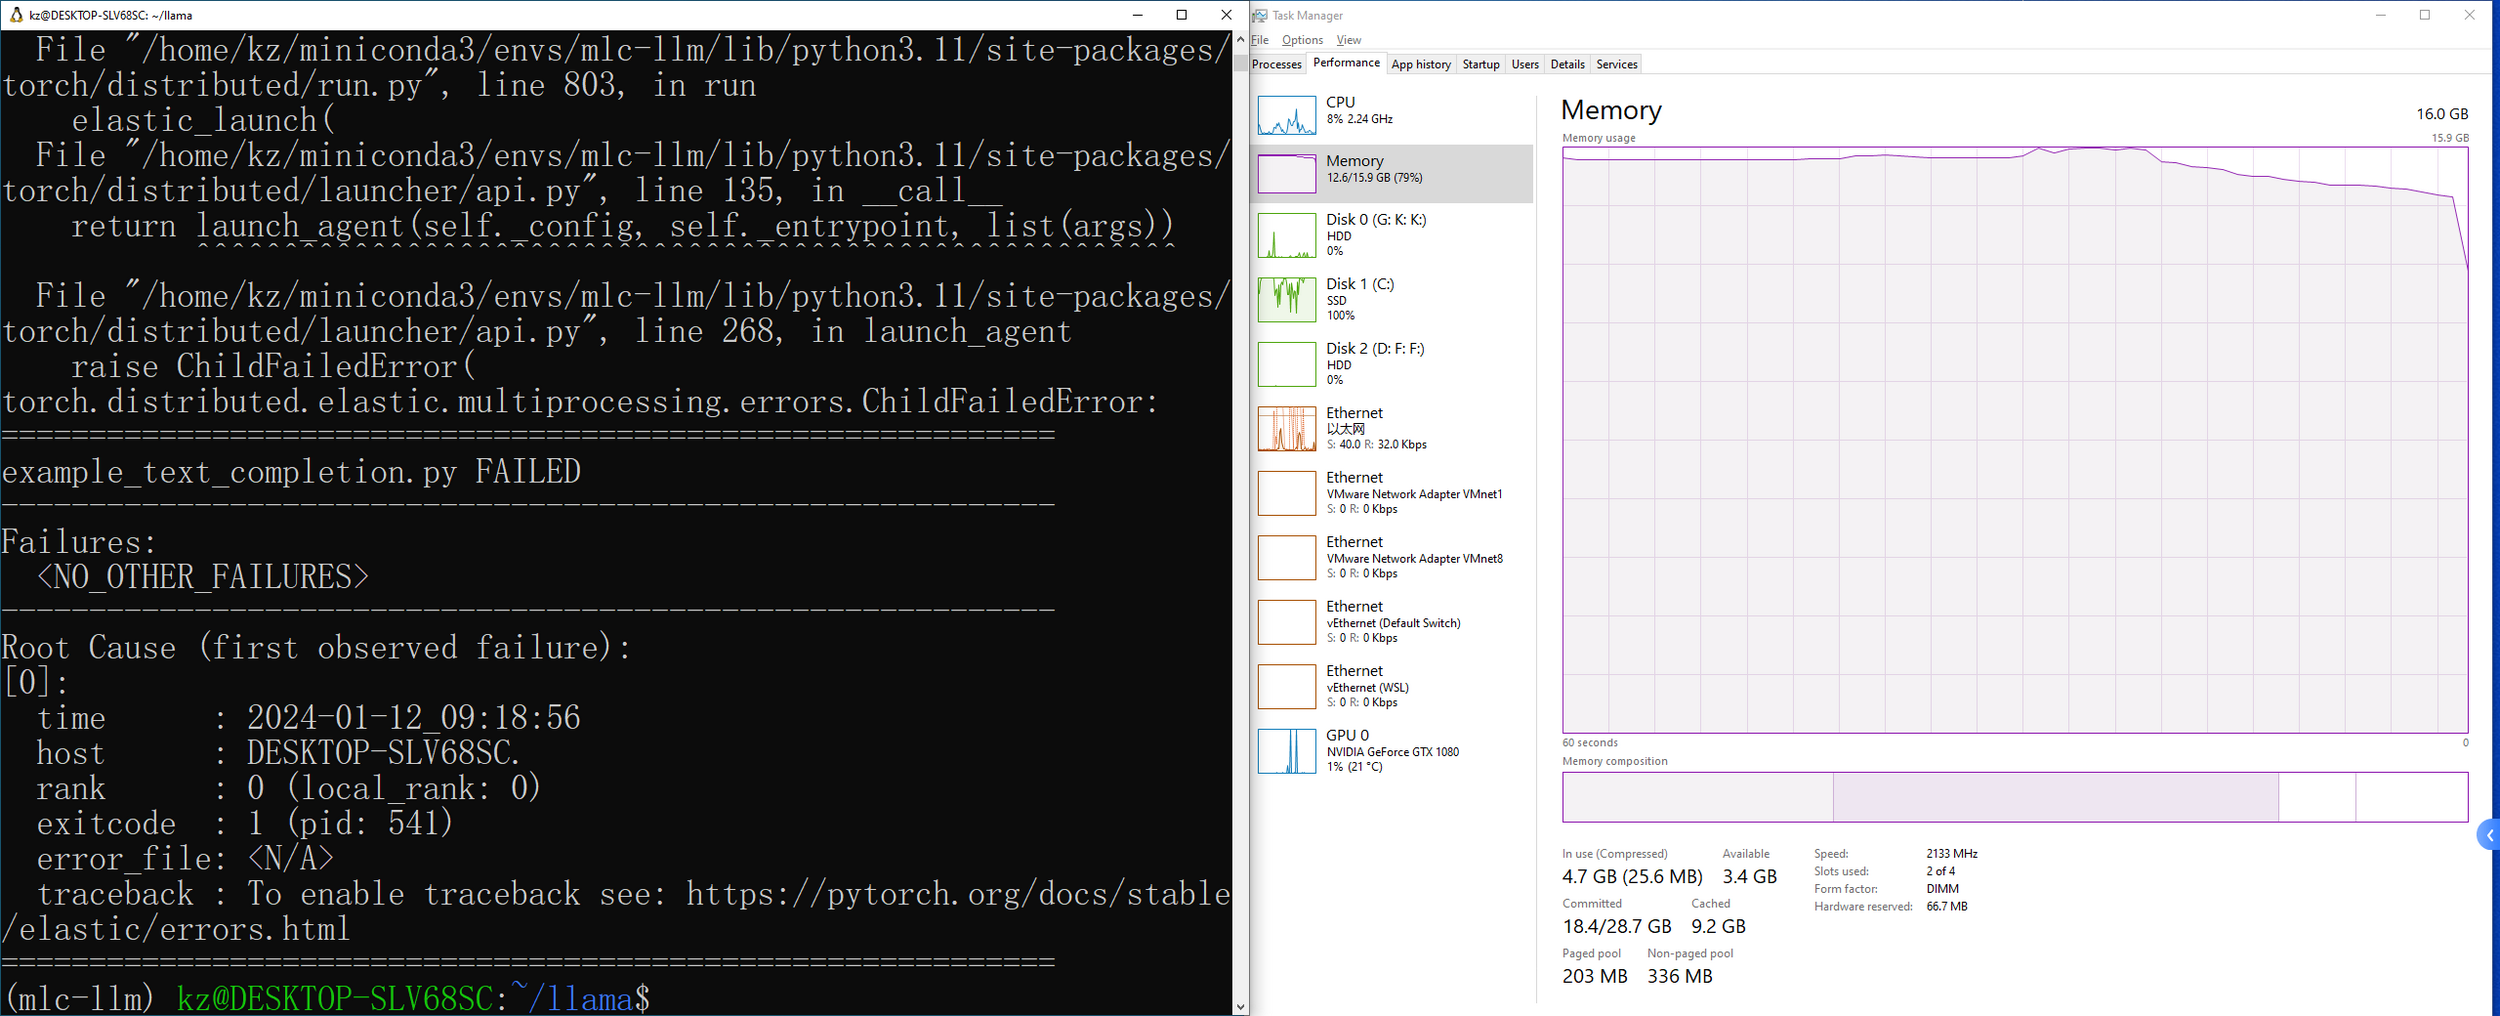 kz@DESKTOP-SLV68SC: ~/llama
File "/home/kz/miniconda3/envs/mlc-llm/lib/python3.11/site-packages/
torch/distributed/run.py", line 803, in run
elastic_launch(
File "/home/kz/miniconda3/envs/mlc-llm/lib/python3.11/site-packages/
torch/distributed/launcher/api.py", line 135, in __call__
return launch_agent(self._config, self._entrypoint, list(args))
^^^^^^^^^^^^^^^^^^^^^^^^^^^^^^^^^^^^^^^^^^^^^^^^^^^^^^^^
File "/home/kz/miniconda3/envs/mlc-llm/lib/python3.11/site-packages/
torch/distributed/launcher/api.py", line 268, in launch_agent
raise ChildFailedError(
torch.distributed.elastic.multiprocessing.errors.ChildFailedError:
============================================================
example_text_completion.py FAILED
------------------------------------------------------------
Failures:
<NO_OTHER_FAILURES>
------------------------------------------------------------
Root Cause (first observed failure):
[0]:
time : 2024-01-12_09:18:56
host : DESKTOP-SLV68SC.
rank : 0 (local_rank: 0)
exitcode : 1 (pid: 541)
error_file: <N/A>
traceback : To enable traceback see: https://pytorch.org/docs/stable
/elastic/errors.html
============================================================
(mlc-llm) kz@DESKTOP-SLV68SC:~/llama$
Task Manager
File Options View
Processes Performance App history Startup Users Details Services
CPU
8% 2.24 GHz
Memory
12.6/15.9 GB (79%)
Disk 0 (G: K: K:)
HDD
0%
Disk 1 (C:)
SSD
100%
Disk 2 (D: F: F:)
HDD
0%
Ethernet
以太网
S: 40.0 R: 32.0 Kbps
Ethernet
VMware Network Adapter VMnet1
S: 0 R: 0 Kbps
Ethernet
VMware Network Adapter VMnet8
S: 0 R: 0 Kbps
Ethernet
vEthernet (Default Switch)
S: 0 R: 0 Kbps
Ethernet
vEthernet (WSL)
S: 0 R: 0 Kbps
GPU 0
NVIDIA GeForce GTX 1080
1% (21 °C)
Memory 16.0 GB
Memory usage 15.9 GB
60 seconds 0
Memory composition
In use (Compressed) Available
4.7 GB (25.6 MB) 3.4 GB
Committed Cached
18.4/28.7 GB 9.2 GB
Paged pool Non-paged pool
203 MB 336 MB
Speed: 2133 MHz
Slots used: 2 of 4
Form factor: DIMM
Hardware reserved: 66.7 MB